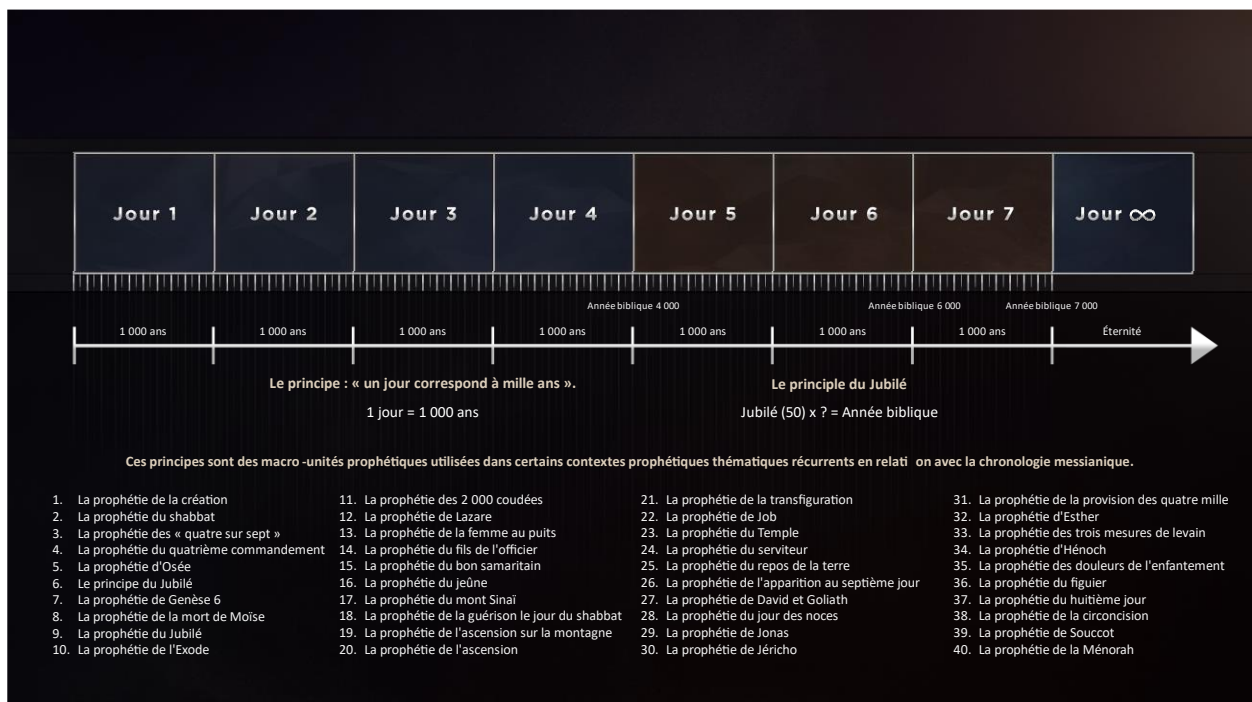 Jour 1
Jour 2
Jour 3
Jour 4
Jour 5
Jour 6
Jour 7
Jour ∞
Année biblique 4 000
Année biblique 6 000
Année biblique 7 000
1 000 ans
1 000 ans
1 000 ans
1 000 ans
1 000 ans
1 000 ans
1 000 ans
Éternité
Le principe : « un jour correspond à mille ans ».
1 jour = 1 000 ans
Le principle du Jubilé
Jubilé (50) x ? = Année biblique
Ces principes sont des macro -unités prophétiques utilisées dans certains contextes prophétiques thématiques récurrents en relati on avec la chronologie messianique.
1. La prophétie de la création
2. La prophétie du shabbat
3. La prophétie des « quatre sur sept »
4. La prophétie du quatrième commandement
5. La prophétie d'Osée
6. Le principe du Jubilé
7. La prophétie de Genèse 6
8. La prophétie de la mort de Moïse
9. La prophétie du Jubilé
10. La prophétie de l'Exode
11. La prophétie des 2 000 coudées
12. La prophétie de Lazare
13. La prophétie de la femme au puits
14. La prophétie du fils de l'officier
15. La prophétie du bon samaritain
16. La prophétie du jeûne
17. La prophétie du mont Sinaï
18. La prophétie de la guérison le jour du shabbat
19. La prophétie de l'ascension sur la montagne
20. La prophétie de l'ascension
21. La prophétie de la transfiguration
22. La prophétie de Job
23. La prophétie du Temple
24. La prophétie du serviteur
25. La prophétie du repos de la terre
26. La prophétie de l'apparition au septième jour
27. La prophétie de David et Goliath
28. La prophétie du jour des noces
29. La prophétie de Jonas
30. La prophétie de Jéricho
31. La prophétie de la provision des quatre mille
32. La prophétie d'Esther
33. La prophétie des trois mesures de levain
34. La prophétie d'Hénoch
35. La prophétie des douleurs de l'enfantement
36. La prophétie du figuier
37. La prophétie du huitième jour
38. La prophétie de la circoncision
39. La prophétie de Souccot
40. La prophétie de la Ménorah